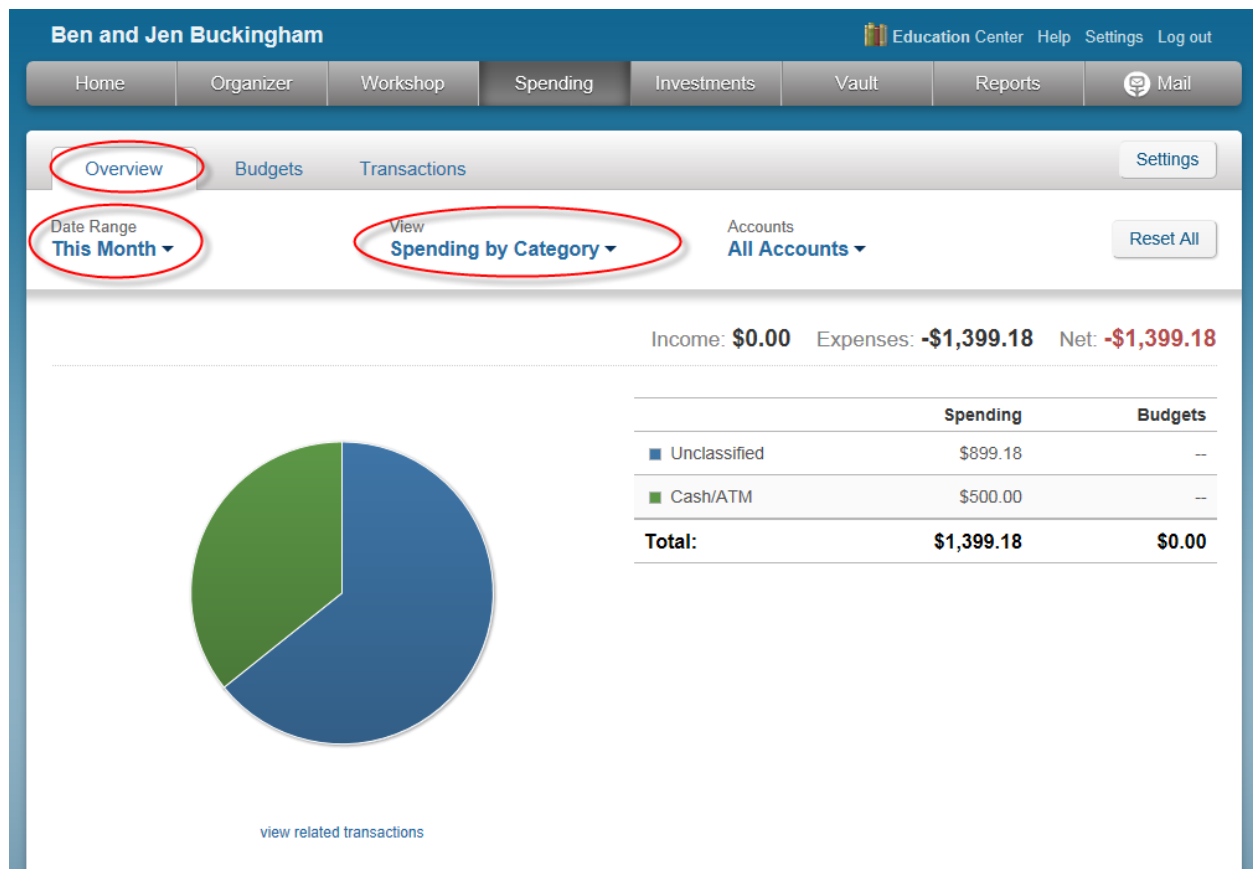 Ben and Jen Buckingham Education Center Help Settings Log out
Home Organizer Workshop Spending Investments Vault Reports Mail
Overview Budgets Transactions Settings
Date Range View Accounts
This Month Spending by Category All Accounts Reset All
Income: $0.00 Expenses: -$1,399.18 Net: -$1,399.18
Spending Budgets
Unclassified $899.18 --
Cash/ATM $500.00 --
Total: $1,399.18 $0.00
view related transactions